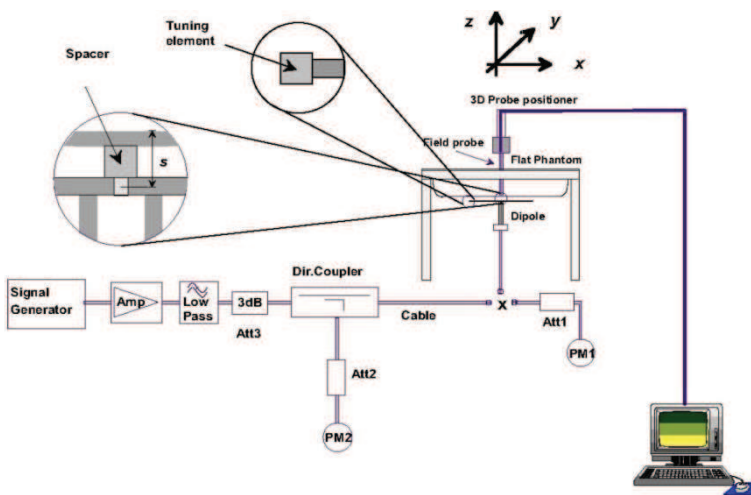 Tuning
element
Spacer
z
y
x
3D Probe positioner
Field probe
Flat Phantom
s
Dipole
Dir.Coupler
Signal
Generator
Amp
Low
Pass
3dB
Att3
Cable
x
Att1
PM1
Att2
PM2